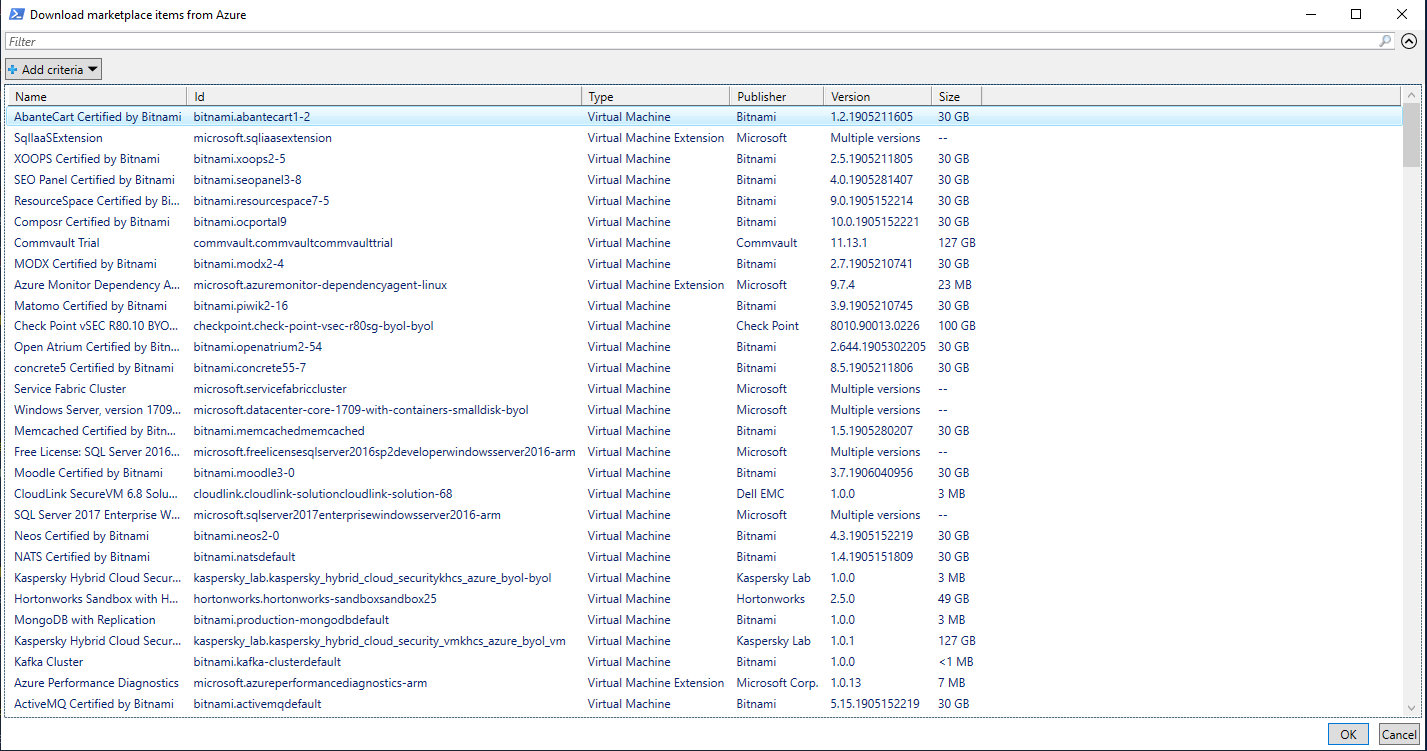 Download marketplace items from Azure
Filter
Add criteria
Name Id Type Publisher Version Size
AbanteCart Certified by Bitnami bitnami.abantecart1-2 Virtual Machine Bitnami 1.2.1905211605 30 GB
SqlIaaSExtension microsoft.sqliaasextension Virtual Machine Extension Microsoft Multiple versions --
XOOPS Certified by Bitnami bitnami.xoops2-5 Virtual Machine Bitnami 2.5.1905211805 30 GB
SEO Panel Certified by Bitnami bitnami.seopanel3-8 Virtual Machine Bitnami 4.0.1905281407 30 GB
ResourceSpace Certified by Bi... bitnami.resourcespace7-5 Virtual Machine Bitnami 9.0.1905152214 30 GB
Composr Certified by Bitnami bitnami.ocportal9 Virtual Machine Bitnami 10.0.1905152221 30 GB
Commvault Trial commvault.commvaultcommvaulttrial Virtual Machine Commvault 11.13.1 127 GB
MODX Certified by Bitnami bitnami.modx2-4 Virtual Machine Bitnami 2.7.1905210741 30 GB
Azure Monitor Dependency A... microsoft.azuremonitor-dependencyagent-linux Virtual Machine Extension Microsoft 9.7.4 23 MB
Matomo Certified by Bitnami bitnami.piwik2-16 Virtual Machine Bitnami 3.9.1905210745 30 GB
Check Point vSEC R80.10 BYO... checkpoint.check-point-vsec-r80sg-byol-byol Virtual Machine Check Point 8010.90013.0226 100 GB
Open Atrium Certified by Bitn... bitnami.openatrium2-54 Virtual Machine Bitnami 2.644.1905302205 30 GB
concrete5 Certified by Bitnami bitnami.concrete55-7 Virtual Machine Bitnami 8.5.1905211806 30 GB
Service Fabric Cluster microsoft.servicefabriccluster Virtual Machine Microsoft Multiple versions --
Windows Server, version 1709... microsoft.datacenter-core-1709-with-containers-smalldisk-byol Virtual Machine Microsoft Multiple versions --
Memcached Certified by Bitn... bitnami.memcachedmemcached Virtual Machine Bitnami 1.5.1905280207 30 GB
Free License: SQL Server 2016... microsoft.freelicensesqlserver2016sp2developerwindowsserver2016-arm Virtual Machine Microsoft Multiple versions --
Moodle Certified by Bitnami bitnami.moodle3-0 Virtual Machine Bitnami 3.7.1906040956 30 GB
CloudLink SecureVM 6.8 Solu... cloudlink.cloudlink-solutioncloudlink-solution-68 Virtual Machine Dell EMC 1.0.0 3 MB
SQL Server 2017 Enterprise W... microsoft.sqlserver2017enterprisewindowsserver2016-arm Virtual Machine Microsoft Multiple versions --
Neos Certified by Bitnami bitnami.neos2-0 Virtual Machine Bitnami 4.3.1905152219 30 GB
NATS Certified by Bitnami bitnami.natsdefault Virtual Machine Bitnami 1.4.1905151809 30 GB
Kaspersky Hybrid Cloud Secur... kaspersky_lab.kaspersky_hybrid_cloud_securitykhcs_azure_byol-byol Virtual Machine Kaspersky Lab 1.0.0 3 MB
Hortonworks Sandbox with H... hortonworks.hortonworks-sandboxsandbox25 Virtual Machine Hortonworks 2.5.0 49 GB
MongoDB with Replication bitnami.production-mongodbdefault Virtual Machine Bitnami 1.0.0 3 MB
Kaspersky Hybrid Cloud Secur... kaspersky_lab.kaspersky_hybrid_cloud_security_vmkhcs_azure_byol_vm Virtual Machine Kaspersky Lab 1.0.1 127 GB
Kafka Cluster bitnami.kafka-clusterdefault Virtual Machine Bitnami 1.0.0 <1 MB
Azure Performance Diagnostics microsoft.azureperformancediagnostics-arm Virtual Machine Extension Microsoft Corp. 1.0.13 7 MB
ActiveMQ Certified by Bitnami bitnami.activemqdefault Virtual Machine Bitnami 5.15.1905152219 30 GB
OK Cancel